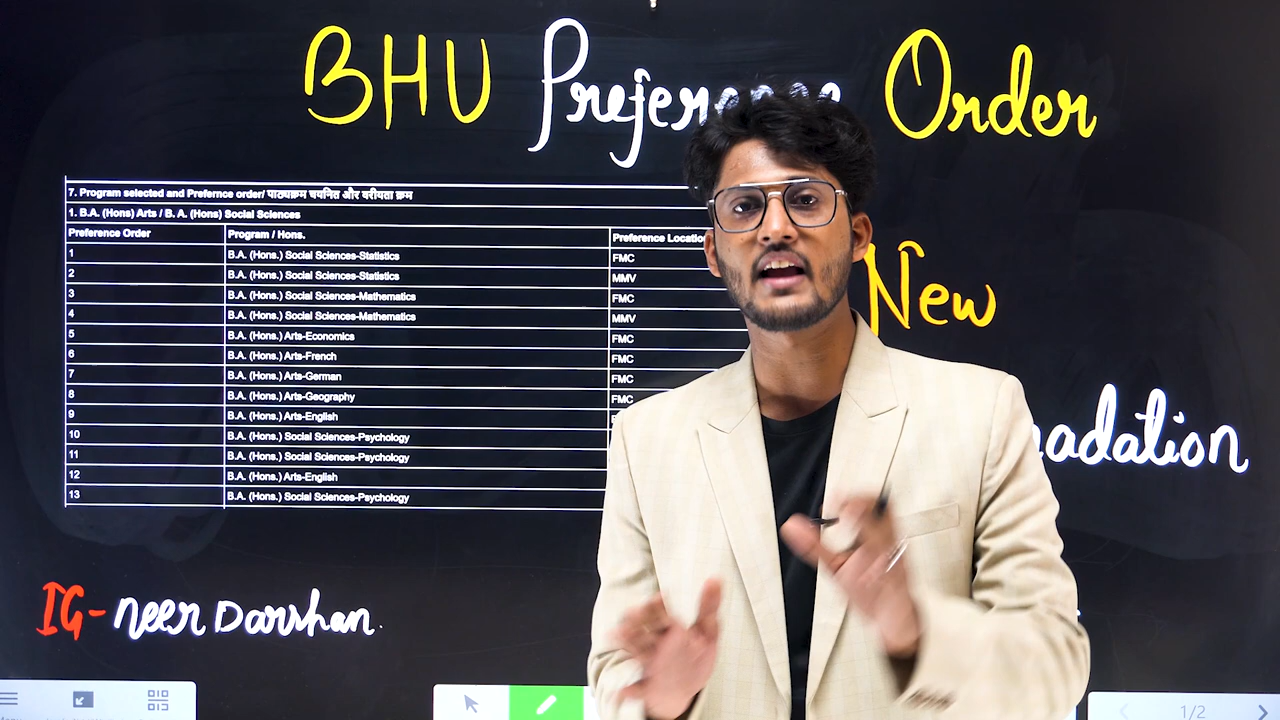 BHU Preference Order
7. Program selected and Prefernce order/ पाठ्यक्रम चयनित और वरीयता क्रम
1. B.A. (Hons) Arts / B. A. (Hons) Social Sciences
Preference Order Program / Hons. Preference Location
1 B.A. (Hons.) Social Sciences-Statistics FMC
2 B.A. (Hons.) Social Sciences-Statistics MMV
3 B.A. (Hons.) Social Sciences-Mathematics FMC
4 B.A. (Hons.) Social Sciences-Mathematics MMV
5 B.A. (Hons.) Arts-Economics FMC
6 B.A. (Hons.) Arts-French FMC
7 B.A. (Hons.) Arts-German FMC
8 B.A. (Hons.) Arts-Geography FMC
9 B.A. (Hons.) Arts-English
10 B.A. (Hons.) Social Sciences-Psychology
11 B.A. (Hons.) Social Sciences-Psychology
12 B.A. (Hons.) Arts-English
13 B.A. (Hons.) Social Sciences-Psychology
New
IG- neer Darshan.
1/2